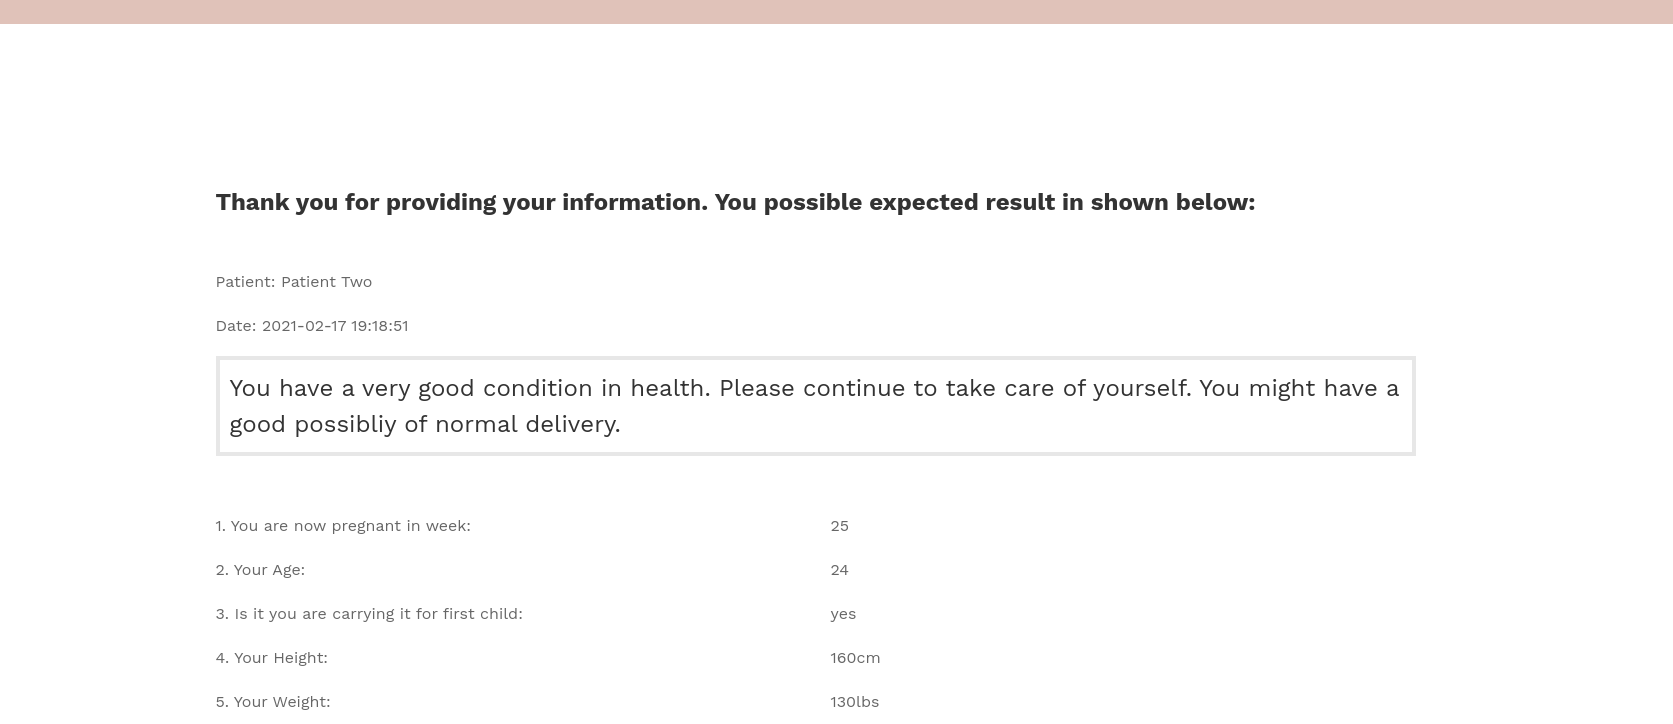 Thank you for providing your information. You possible expected result in shown below:
Patient: Patient Two
Date: 2021-02-17 19:18:51
You have a very good condition in health. Please continue to take care of yourself. You might have a
good possibliy of normal delivery.
1. You are now pregnant in week: 25
2. Your Age: 24
3. Is it you are carrying it for first child: yes
4. Your Height: 160cm
5. Your Weight: 130lbs